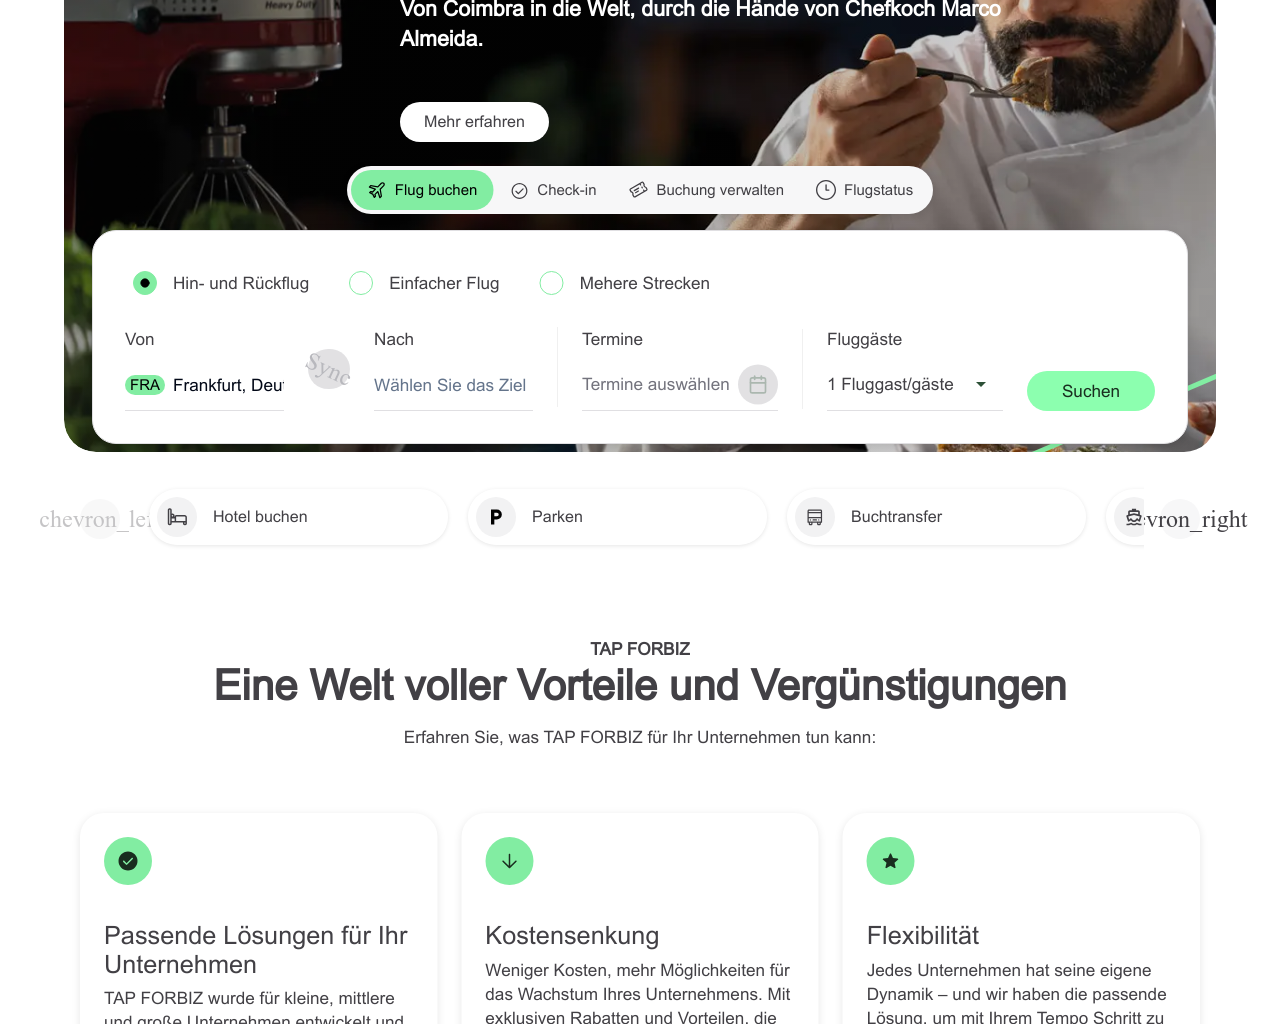 Heavy Duty
Von Coimbra in die Welt, durch die Hände von Chefkoch Marco
Almeida.
Mehr erfahren
Flug buchen
Check-in
Buchung verwalten
Flugstatus
Hin- und Rückflug
Einfacher Flug
Mehere Strecken
Von
Nach
Termine
Fluggäste
Sync
FRA Frankfurt, Deu
Wählen Sie das Ziel
Termine auswählen
1 Fluggast/gäste
Suchen
chevron_lef
Hotel buchen
P
Parken
Buchtransfer
evron_right
TAP FORBIZ
Eine Welt voller Vorteile und Vergünstigungen
Erfahren Sie, was TAP FORBIZ für Ihr Unternehmen tun kann:
Passende Lösungen für Ihr
Unternehmen
TAP FORBIZ wurde für kleine, mittlere
und große Unternehmen entwickelt und
Kostensenkung
Weniger Kosten, mehr Möglichkeiten für
das Wachstum Ihres Unternehmens. Mit
exklusiven Rabatten und Vorteilen, die
Flexibilität
Jedes Unternehmen hat seine eigene
Dynamik – und wir haben die passende
Lösung, um mit Ihrem Tempo Schritt zu